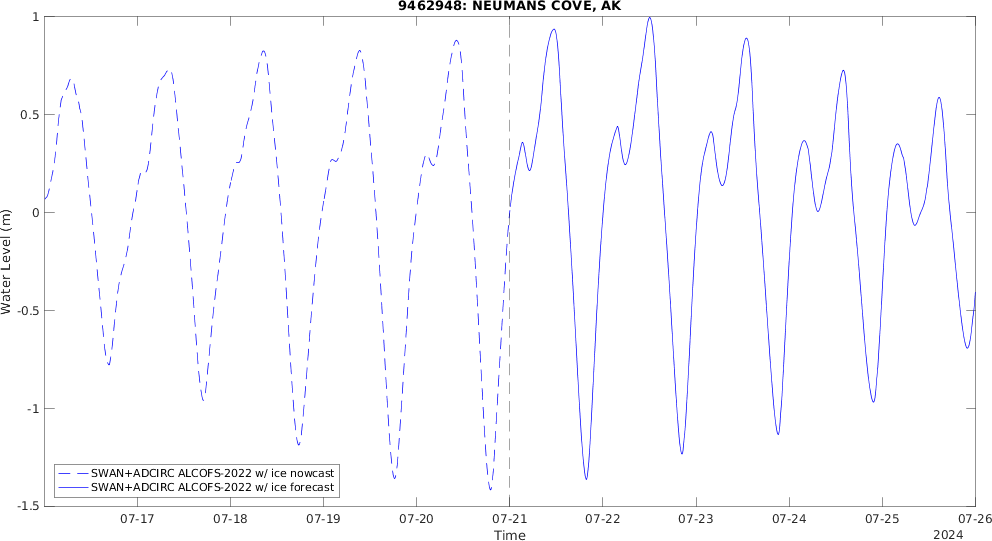 9462948: NEUMANS COVE, AK
Water Level (m)
1
0.5
0
-0.5
-1
-1.5
SWAN+ADCIRC ALCOFS-2022 w/ ice nowcast
SWAN+ADCIRC ALCOFS-2022 w/ ice forecast
07-17 07-18 07-19 07-20 07-21 07-22 07-23 07-24 07-25 07-26
Time
2024